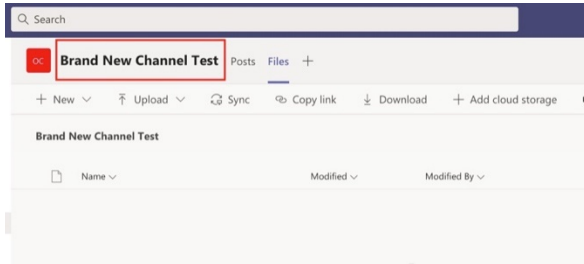 Search
OC Brand New Channel Test Posts Files
New Upload Sync Copy link Download Add cloud storage
Brand New Channel Test
Name Modified Modified By